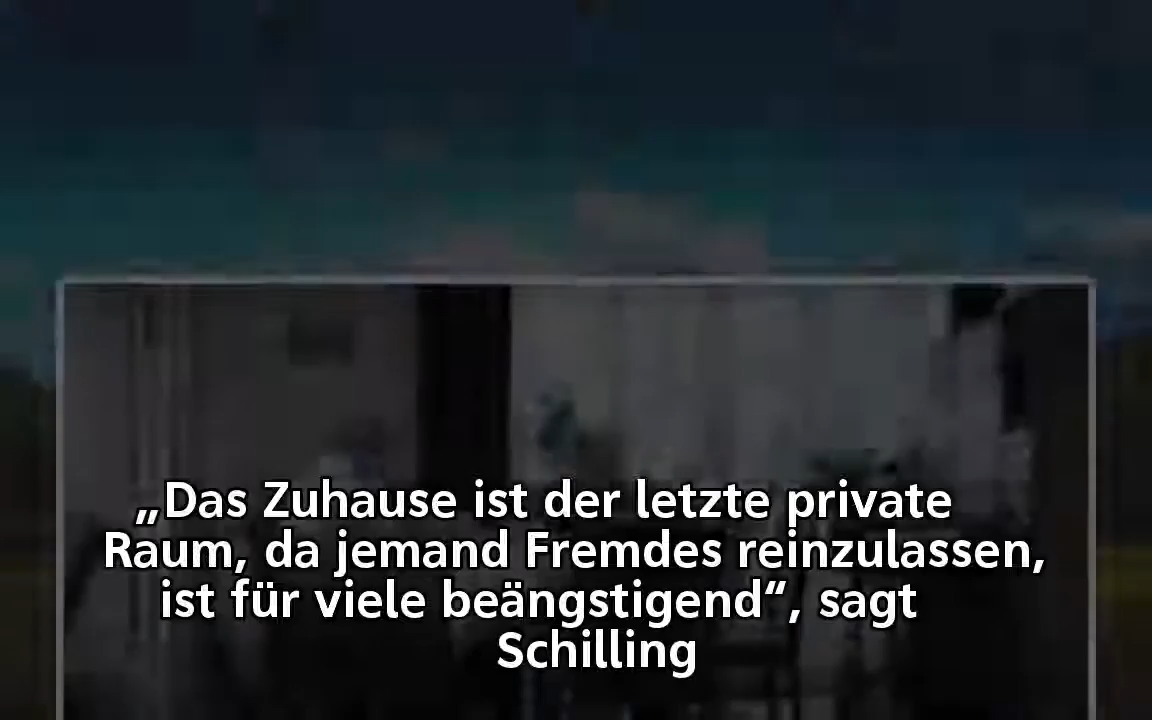 „Das Zuhause ist der letzte private
Raum, da jemand Fremdes reinzulassen,
ist für viele beängstigend“, sagt
Schilling